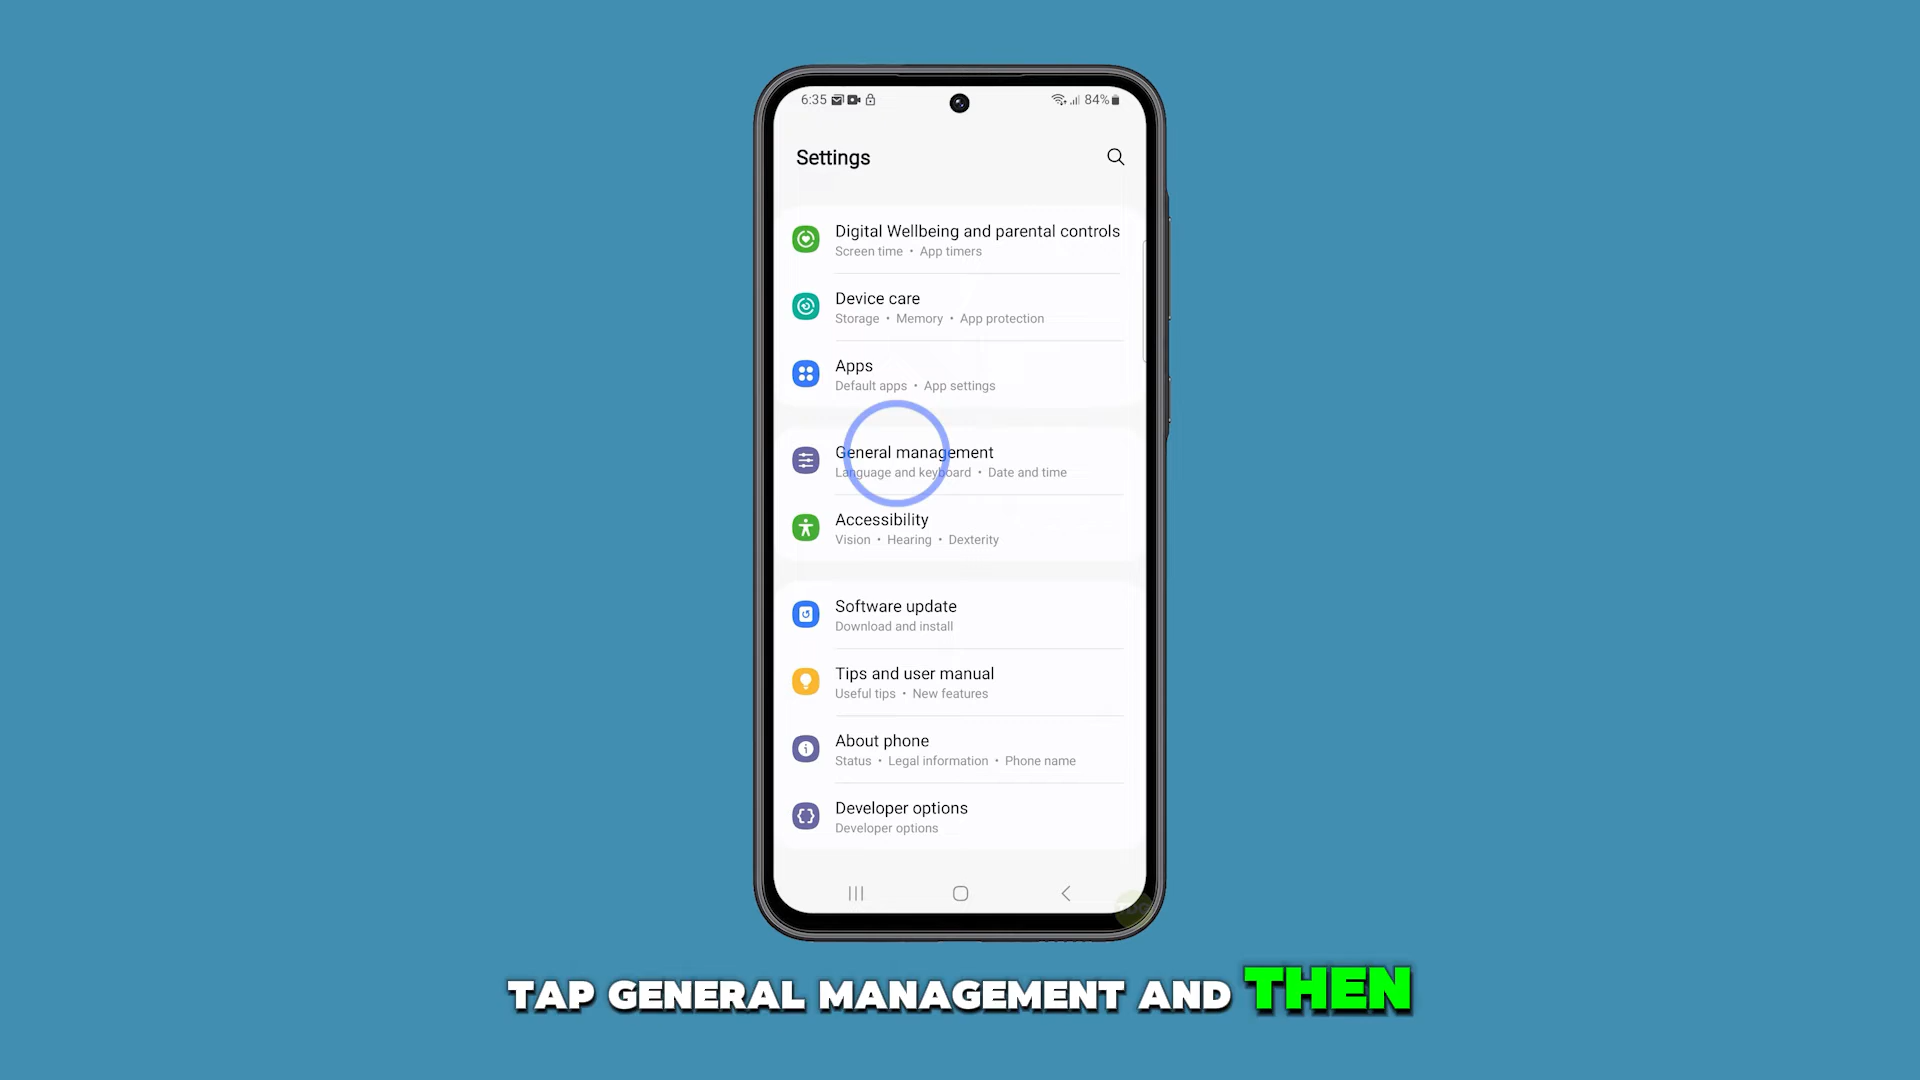 6:35
84%
Settings
Digital Wellbeing and parental controls
Screen time • App timers
Device care
Storage • Memory • App protection
Apps
Default apps • App settings
General management
Language and keyboard • Date and time
Accessibility
Vision • Hearing • Dexterity
Software update
Download and install
Tips and user manual
Useful tips • New features
About phone
Status • Legal information • Phone name
Developer options
Developer options
TAP GENERAL MANAGEMENT AND THEN